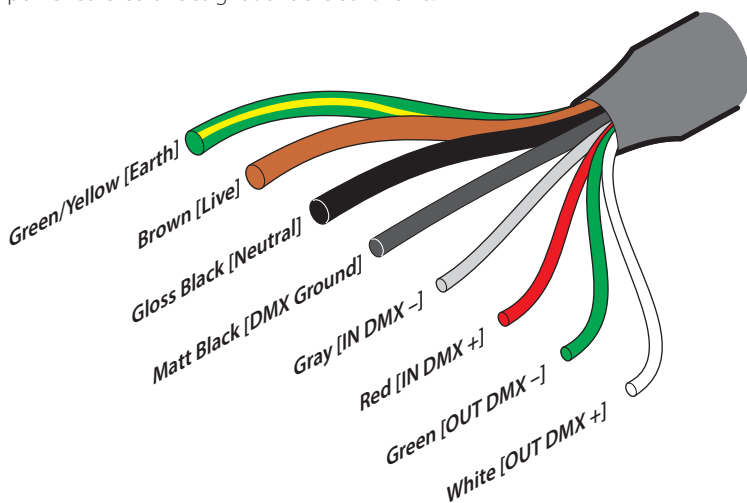 Green/Yellow [Earth]
Brown [Live]
Gloss Black [Neutral]
Matt Black [DMX Ground]
Gray [IN DMX –]
Red [IN DMX +]
Green [OUT DMX –]
White [OUT DMX +]